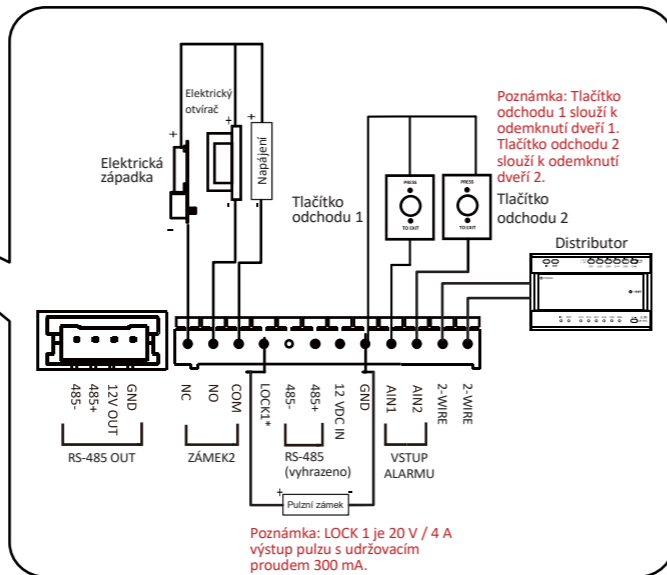 Elektrický
otvírač
+
+
+
Napájení
Elektrická
západka
-
-
-
Poznámka: Tlačítko
odchodu 1 slouží k
odemknutí dveří 1.
Tlačítko odchodu 2
slouží k odemknutí
dveří 2.
Tlačítko
odchodu 1
PRESS
TO EXIT
PRESS
TO EXIT
Tlačítko
odchodu 2
Distributor
485-
485+
12V OUT
GND
RS-485 OUT
NC
NO
COM
ZÁMEK2
LOCK1*
485-
485+
RS-485
(vyhrazeno)
12 VDC IN
GND
AIN1
AIN2
VSTUP
ALARMU
2-WIRE
2-WIRE
+
-
Pulzní zámek
Poznámka: LOCK 1 je 20 V / 4 A
výstup pulzu s udržovacím
proudem 300 mA.